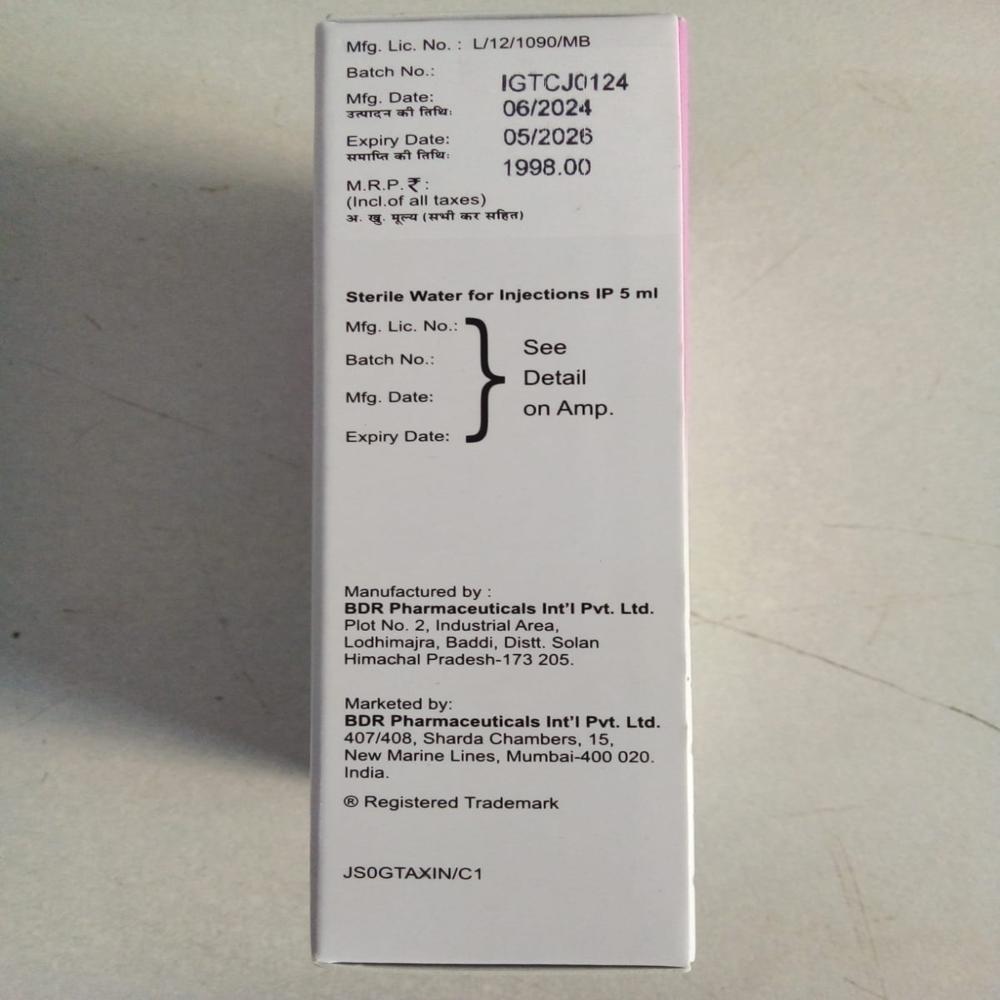 Mfg. Lic. No. : L/12/1090/MB
Batch No.: IGTCJ0124
Mfg. Date: 06/2024
उत्पादन की तिथि:
Expiry Date: 05/2026
समाप्ति की तिथि:
1998.00
M.R.P.₹ :
(Incl.of all taxes)
अ. खु. मूल्य (सभी कर सहित)
Sterile Water for Injections IP 5 ml
Mfg. Lic. No.:
Batch No.:
Mfg. Date:
Expiry Date:
See
Detail
on Amp.
Manufactured by :
BDR Pharmaceuticals Int'l Pvt. Ltd.
Plot No. 2, Industrial Area,
Lodhimajra, Baddi, Distt. Solan
Himachal Pradesh-173 205.
Marketed by:
BDR Pharmaceuticals Int'l Pvt. Ltd.
407/408, Sharda Chambers, 15,
New Marine Lines, Mumbai-400 020.
India.
® Registered Trademark
JS0GTAXIN/C1